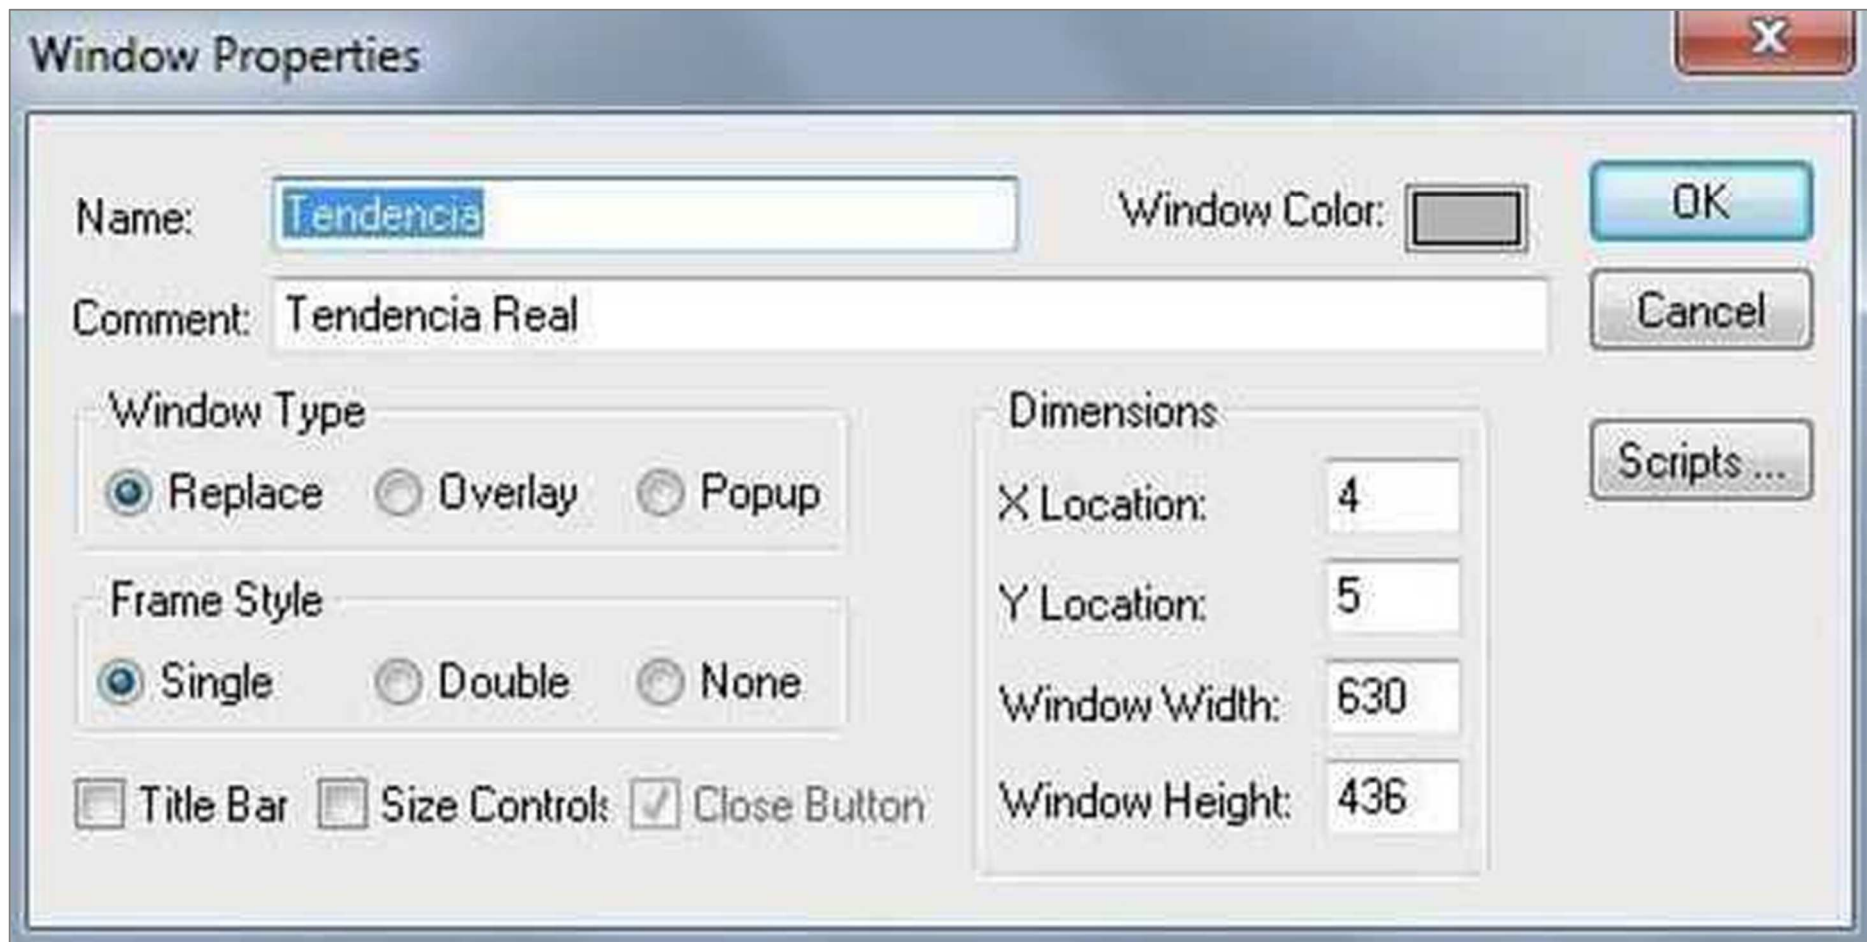 Window Properties
Name: Tendencia Window Color: OK
Comment: Tendencia Real Cancel
Window Type
Replace Overlay Popup
Frame Style
Single Double None
Title Bar Size Controls Close Button
Dimensions
X Location: 4
Y Location: 5
Window Width: 630
Window Height: 436
Scripts ...